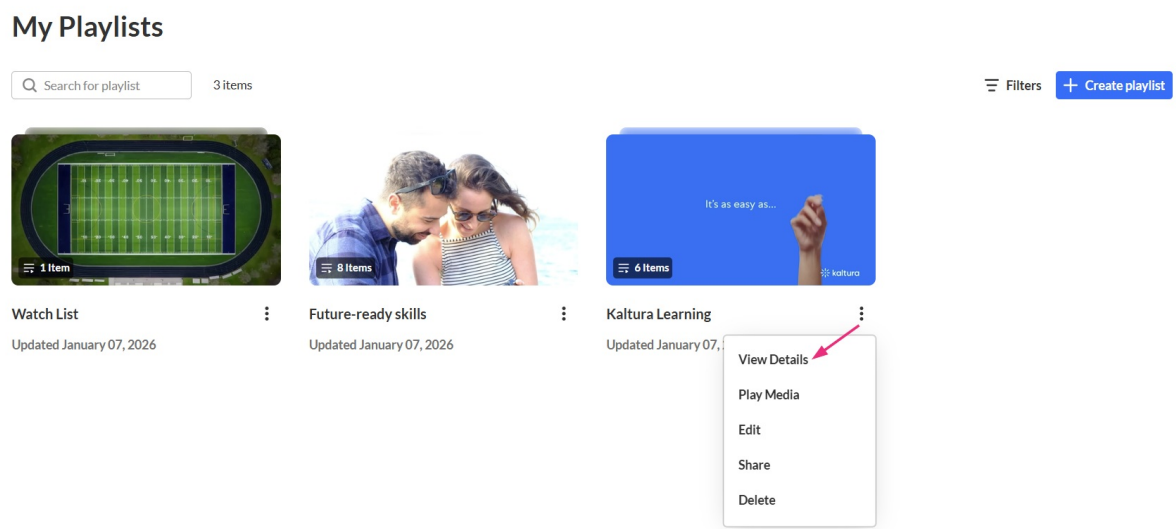 My Playlists
Search for playlist
3 items
Filters
Create playlist
1 Item
8 Items
It's as easy as...
6 Items
kaltura
Watch List
Future-ready skills
Kaltura Learning
Updated January 07, 2026
Updated January 07, 2026
Updated January 07,
View Details
Play Media
Edit
Share
Delete